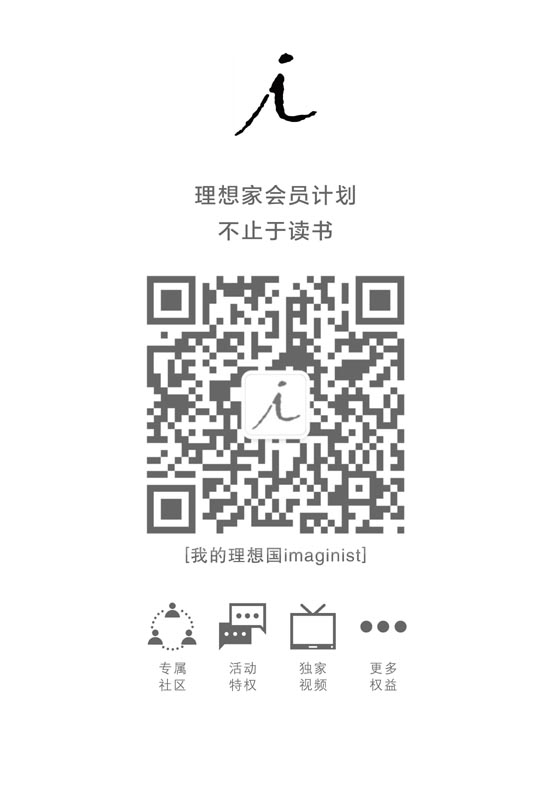 i
理想家会员计划
不止于读书
i
[我的理想国imaginist]
专属
社区
活动
特权
独家
视频
更多
权益